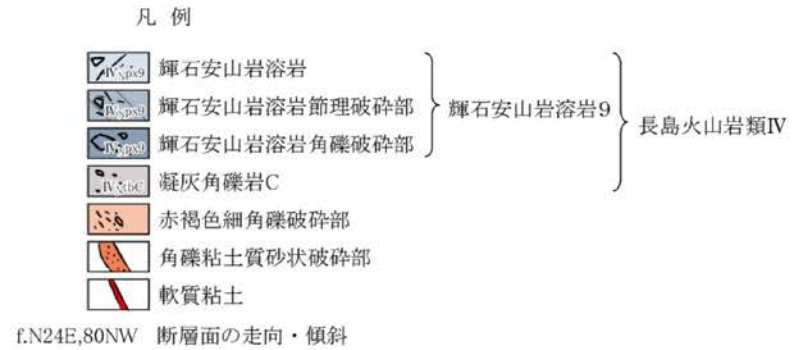 凡 例
Ⅳpx9 輝石安山岩溶岩
Ⅳpx9 輝石安山岩溶岩節理破砕部
Ⅳpx9 輝石安山岩溶岩角礫破砕部
輝石安山岩溶岩9
長島火山岩類Ⅳ
Ⅳtbc 凝灰角礫岩C
赤褐色細角礫破砕部
角礫粘土質砂状破砕部
軟質粘土
f.N24E,80NW 断層面の走向・傾斜